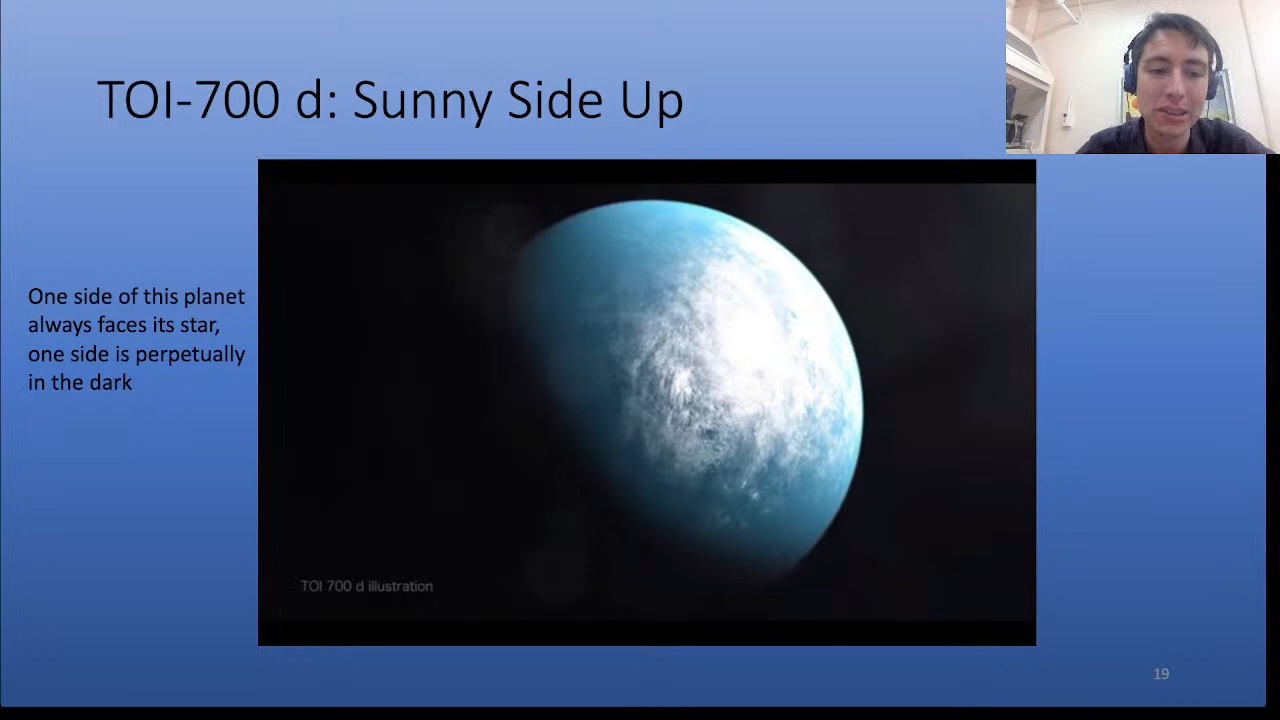 TOI-700 d: Sunny Side Up
One side of this planet
always faces its star,
one side is perpetually
in the dark
TOI 700 d illustration
19